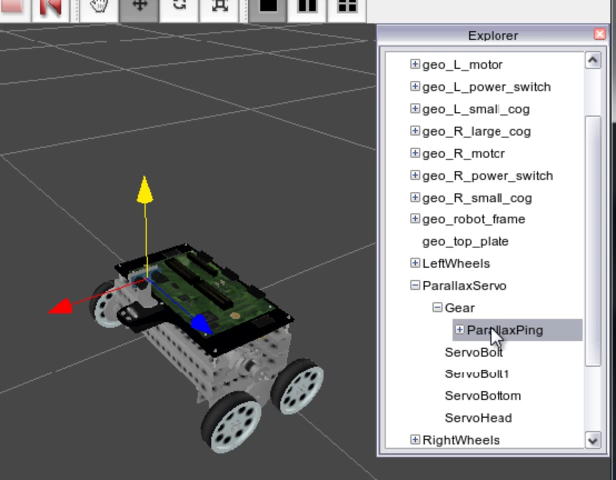 Explorer
geo_L_motor
geo_L_power_switch
geo_L_small_cog
geo_R_large_cog
geo_R_motor
geo_R_power_switch
geo_R_small_cog
geo_robot_frame
geo_top_plate
LeftWheels
ParallaxServo
Gear
ParallaxPing
ServoBolt
ServoBolt1
ServoBottom
ServoHead
RightWheels